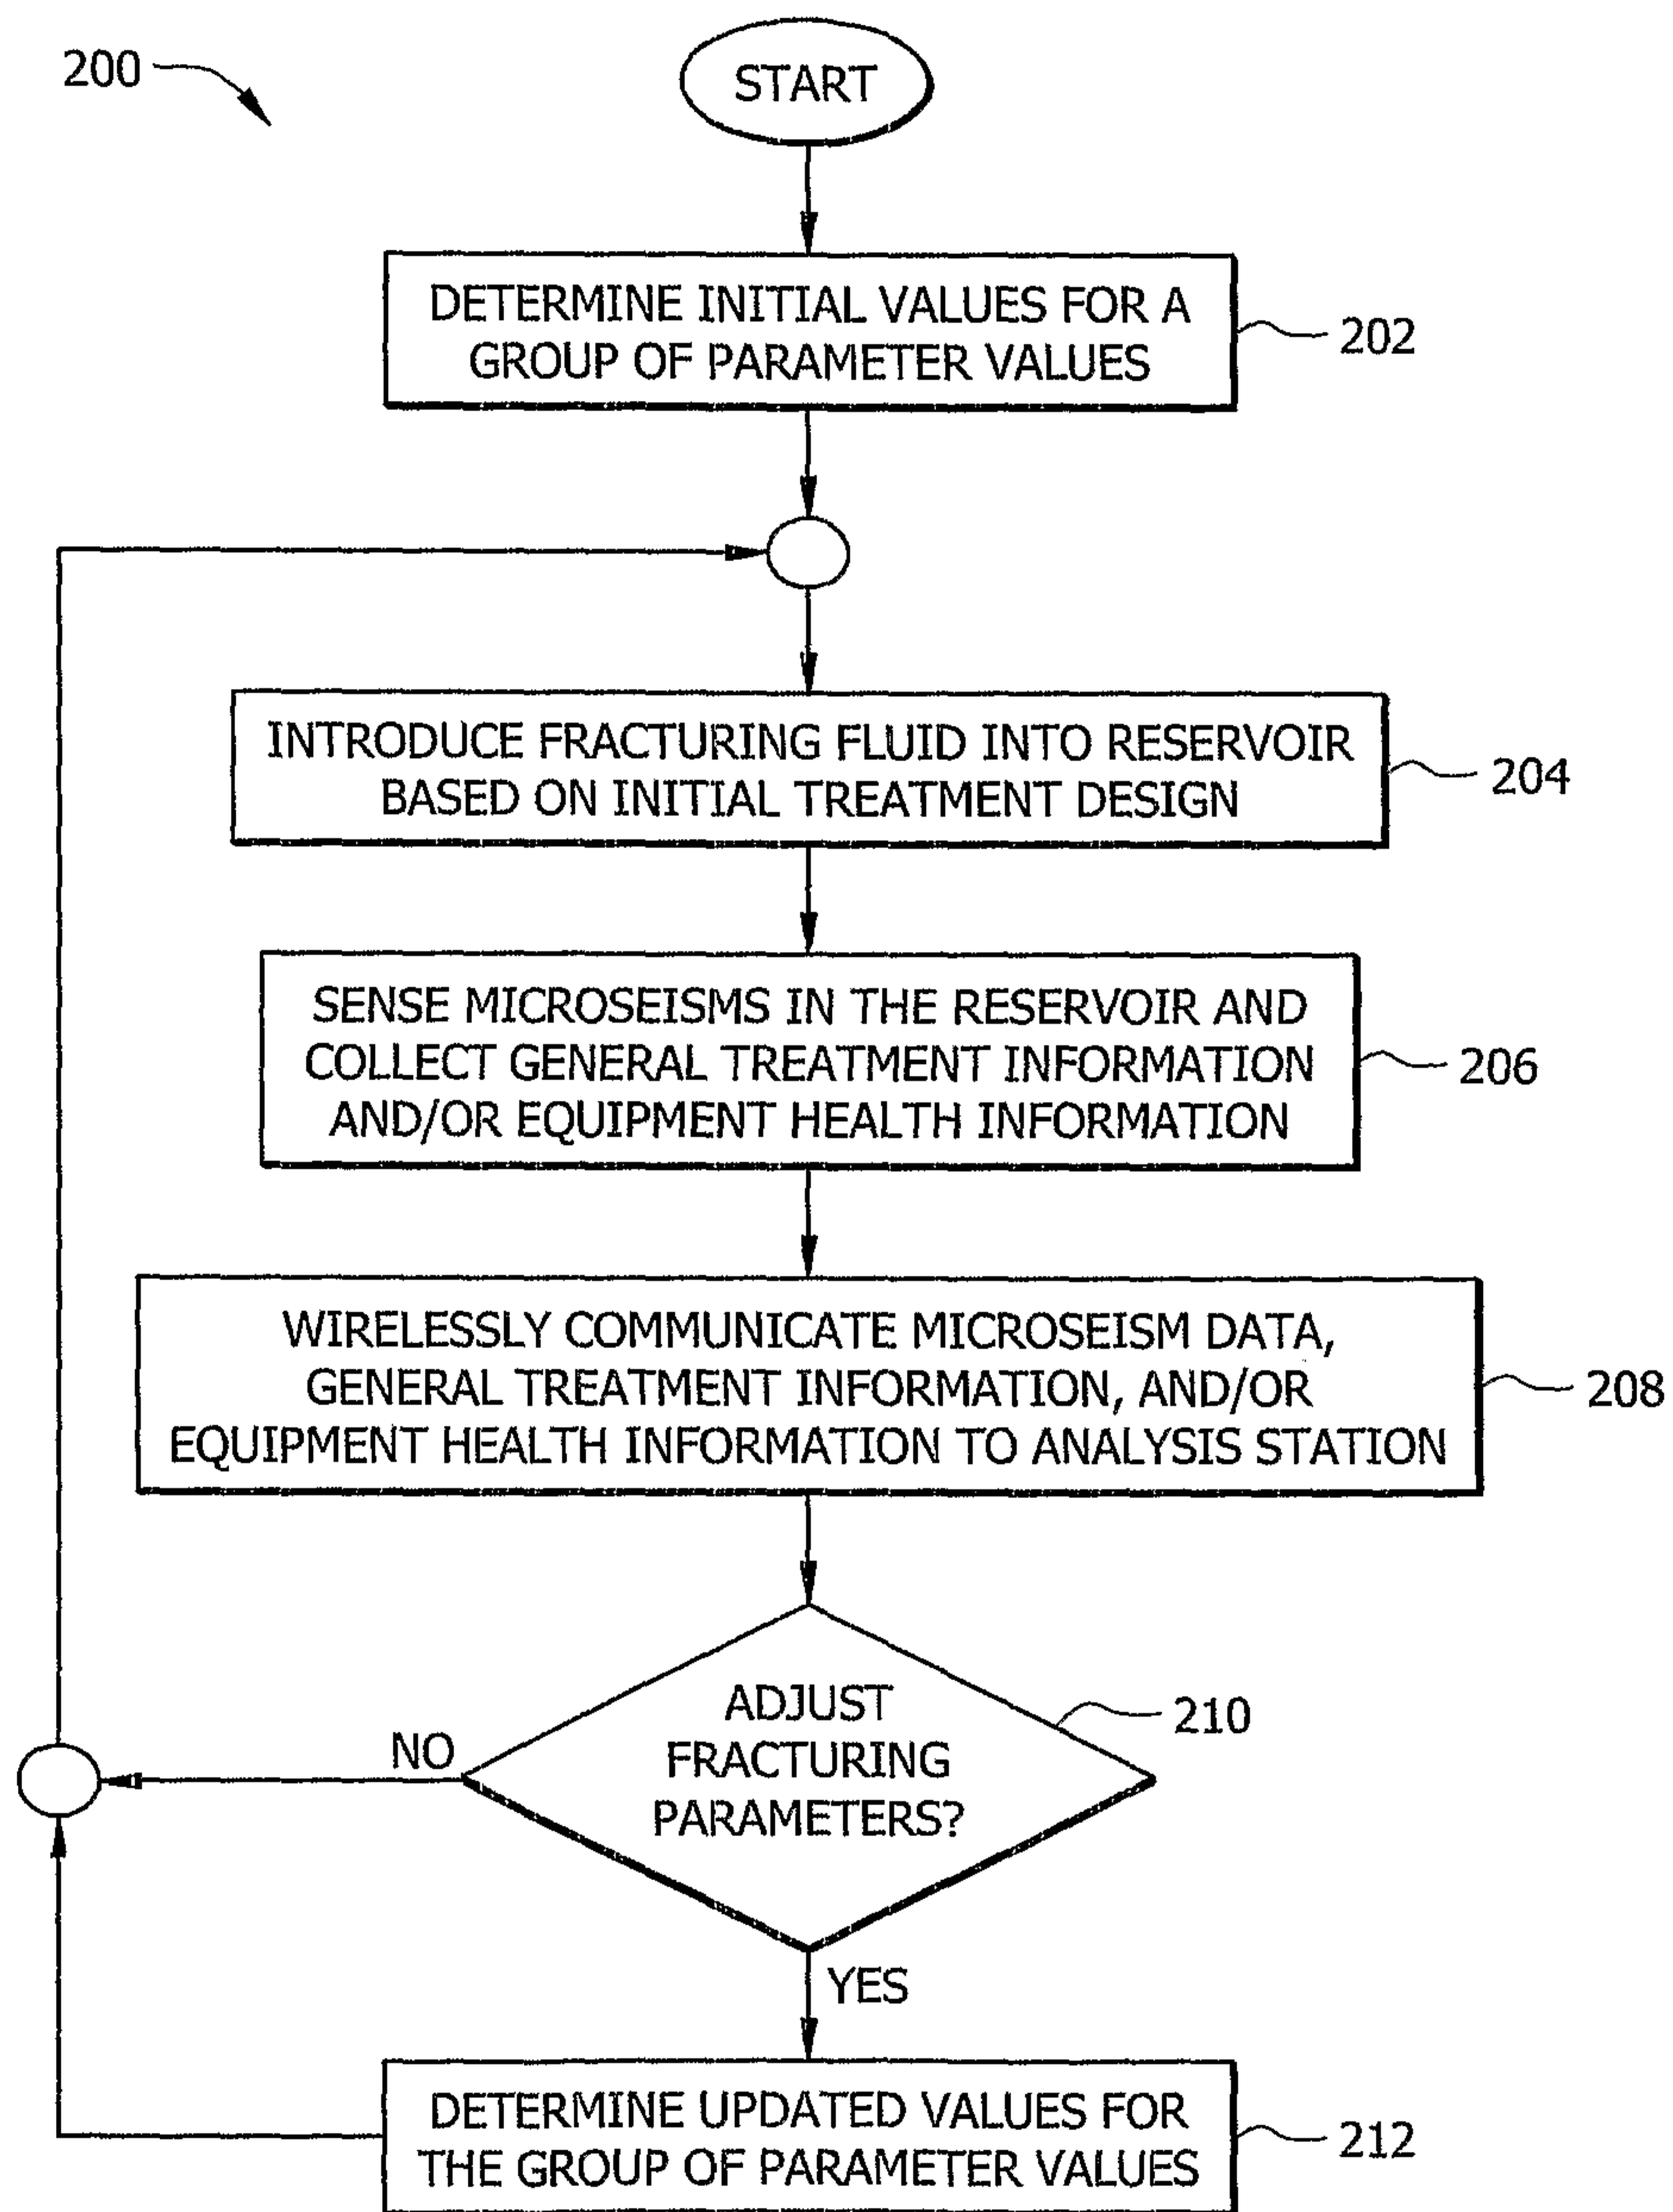 200
START
DETERMINE INITIAL VALUES FOR A
GROUP OF PARAMETER VALUES
202
INTRODUCE FRACTURING FLUID INTO RESERVOIR
BASED ON INITIAL TREATMENT DESIGN
204
SENSE MICROSEISMS IN THE RESERVOIR AND
COLLECT GENERAL TREATMENT INFORMATION
AND/OR EQUIPMENT HEALTH INFORMATION
206
WIRELESSLY COMMUNICATE MICROSEISM DATA,
GENERAL TREATMENT INFORMATION, AND/OR
EQUIPMENT HEALTH INFORMATION TO ANALYSIS STATION
208
ADJUST
FRACTURING
PARAMETERS?
210
NO
YES
DETERMINE UPDATED VALUES FOR
THE GROUP OF PARAMETER VALUES
212